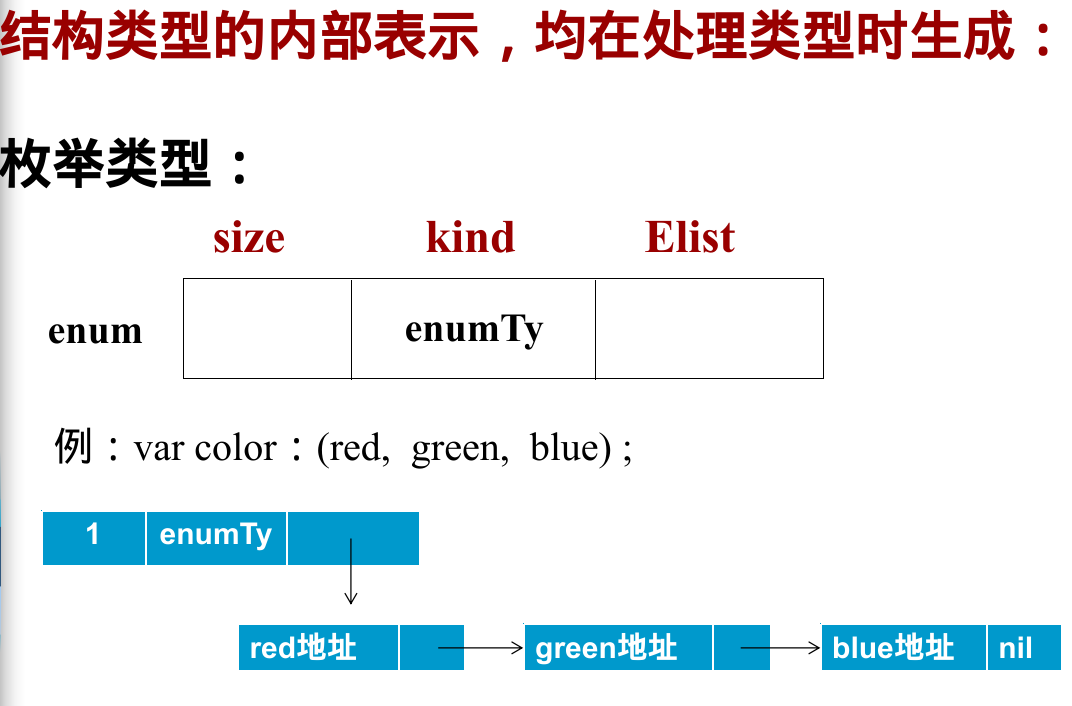 结构类型的内部表示，均在处理类型时生成：
枚举类型：
size kind Elist
enum enumTy
例：var color：(red, green, blue) ;
1 enumTy
red地址 green地址 blue地址 nil